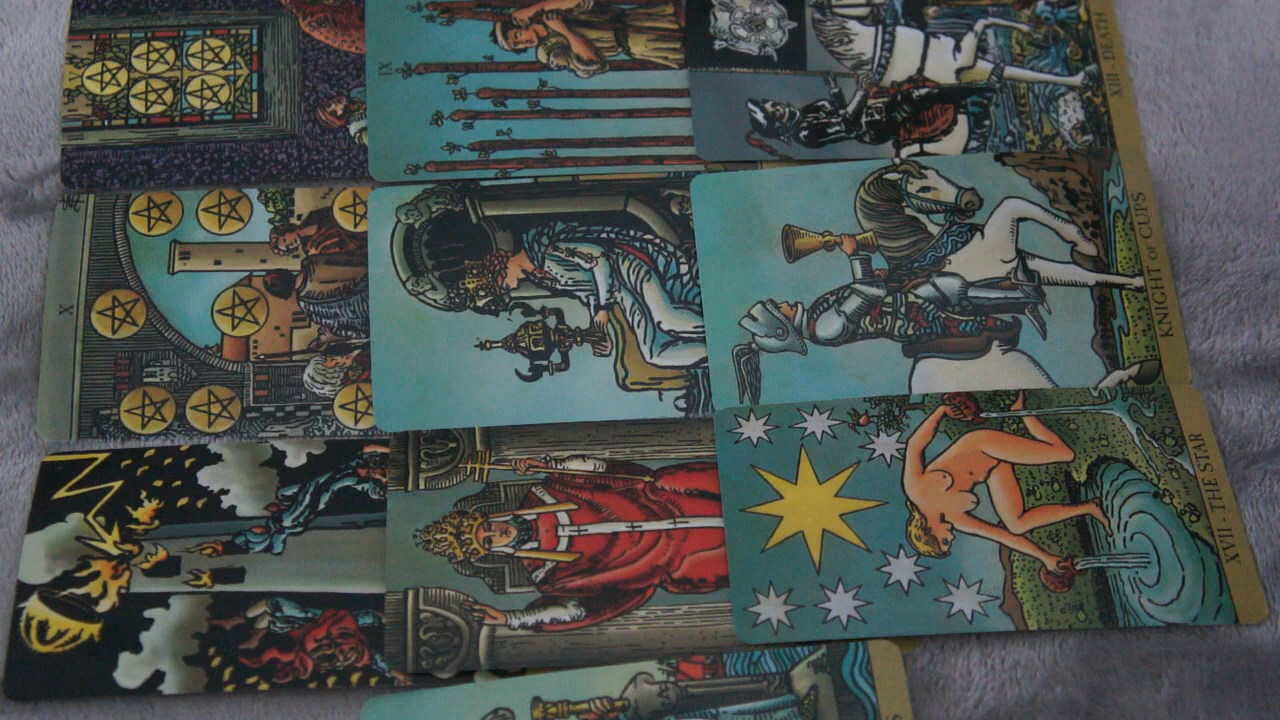 IX
XIII - DEATH
X
KNIGHT OF CUPS
XVII - THE STAR